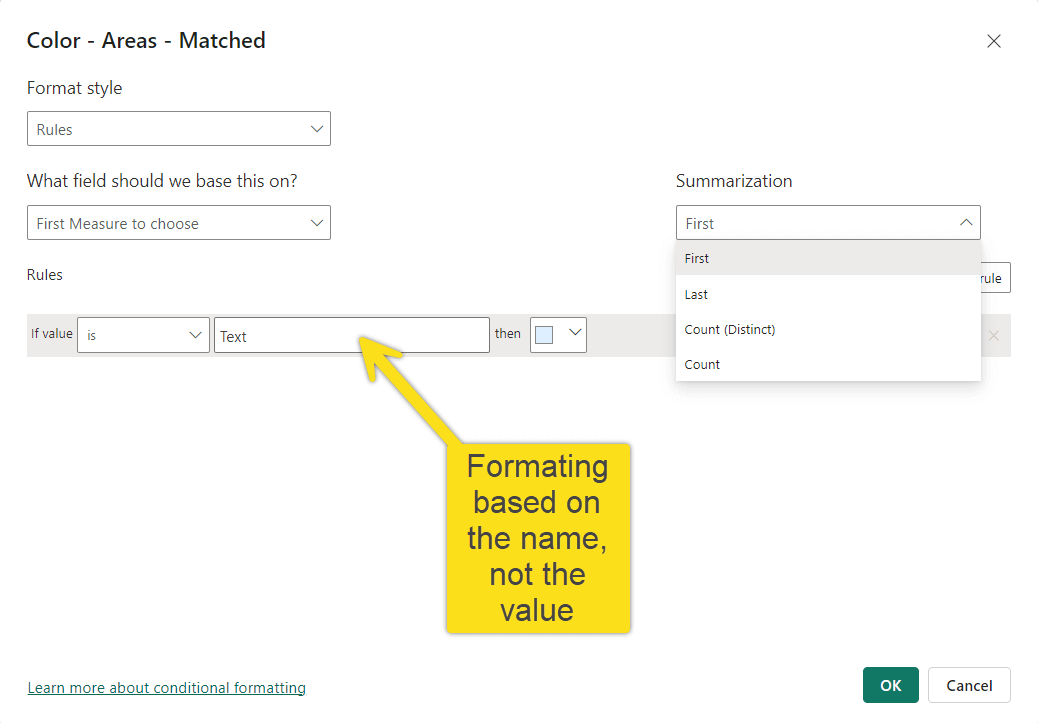 Color - Areas - Matched
Format style
Rules
What field should we base this on?
Summarization
First Measure to choose
First
Rules
First
rule
Last
If value
is
Text
then
Count (Distinct)
Count
Formating
based on
the name,
not the
value
Learn more about conditional formatting
OK
Cancel